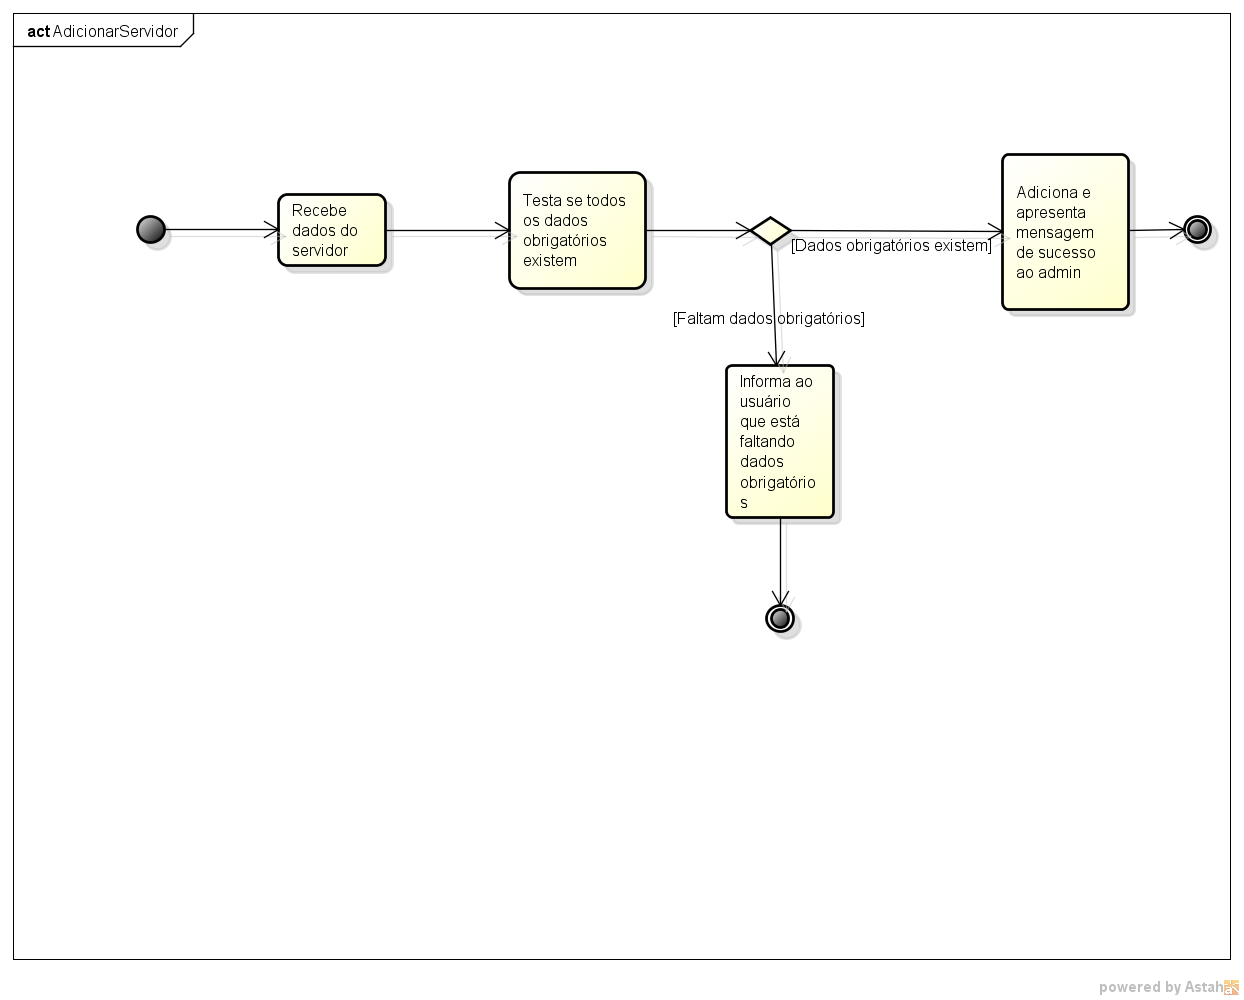 act AdicionarServidor
Recebe
dados do
servidor
Testa se todos
os dados
obrigatórios
existem
[Dados obrigatórios existem]
Adiciona e
apresenta
mensagem
de sucesso
ao admin
[Faltam dados obrigatórios]
Informa ao
usuário
que está
faltando
dados
obrigatório
s
powered by Astah